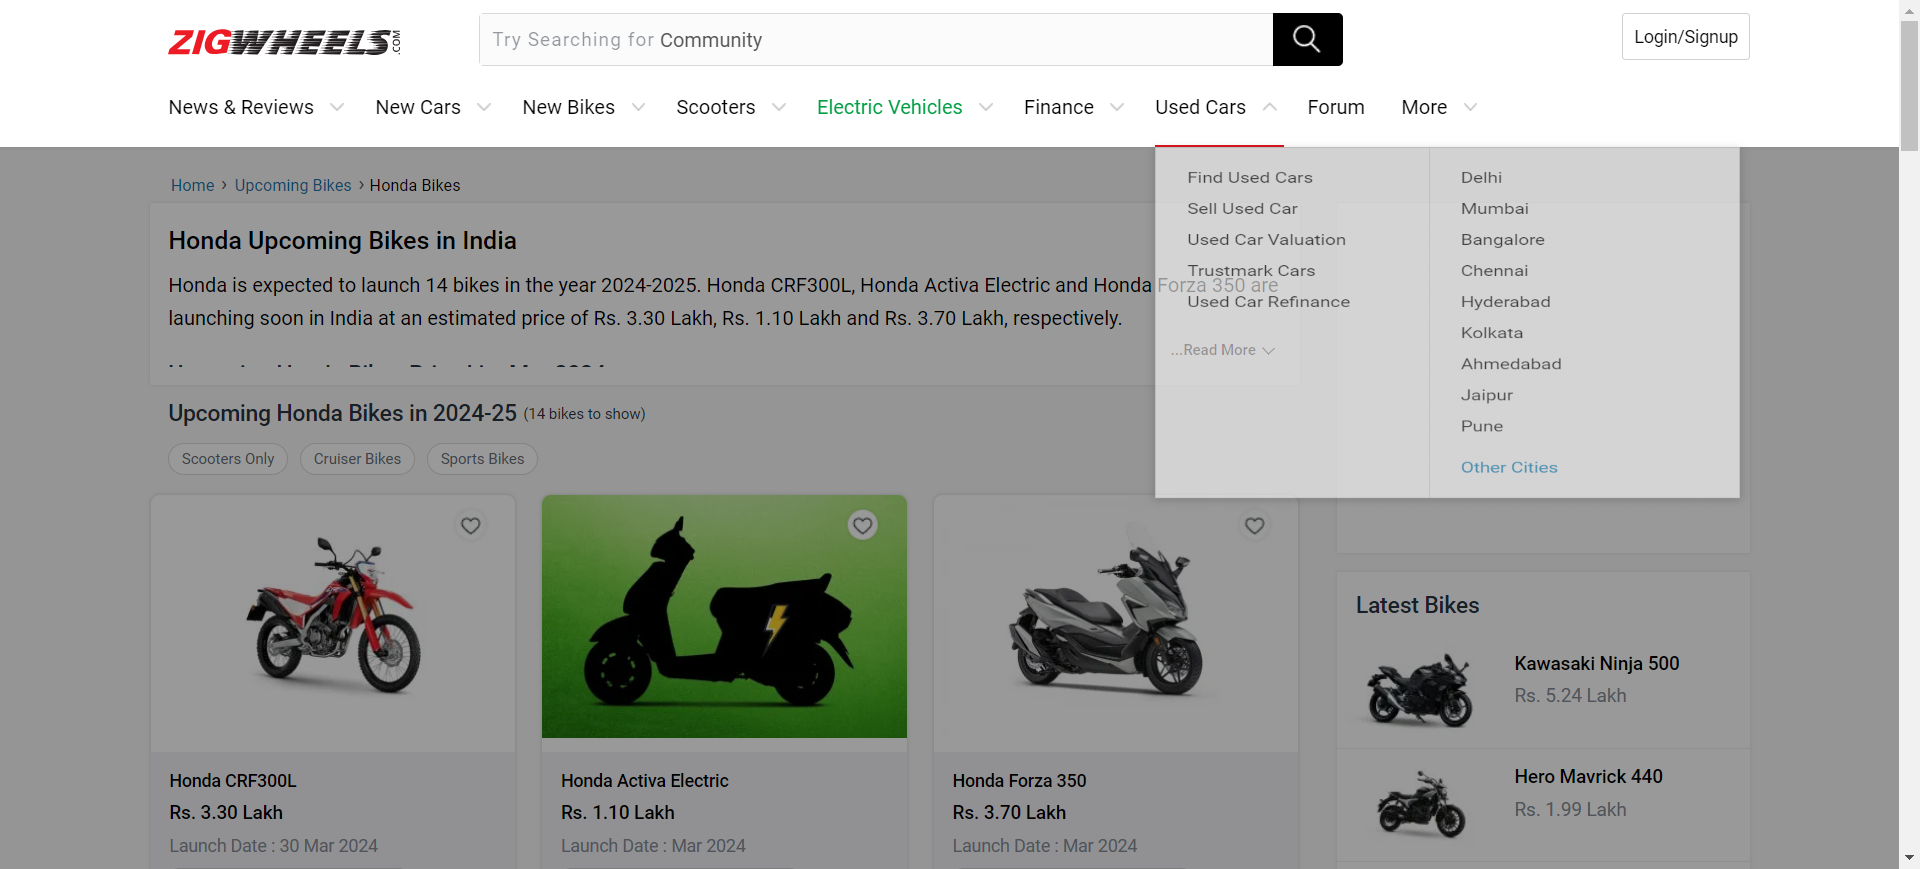 ZIGWHEELS.COM
Try Searching for Community
Login/Signup
News & Reviews
New Cars
New Bikes
Scooters
Electric Vehicles
Finance
Used Cars
Forum
More
Find Used Cars
Sell Used Car
Used Car Valuation
Trustmark Cars
Used Car Refinance
Delhi
Mumbai
Bangalore
Chennai
Hyderabad
Kolkata
Ahmedabad
Jaipur
Pune
Other Cities
Home › Upcoming Bikes › Honda Bikes
Honda Upcoming Bikes in India
Honda is expected to launch 14 bikes in the year 2024-2025. Honda CRF300L, Honda Activa Electric and Honda Forza 350 are
launching soon in India at an estimated price of Rs. 3.30 Lakh, Rs. 1.10 Lakh and Rs. 3.70 Lakh, respectively.
...Read More
Upcoming Honda Bikes in 2024-25 (14 bikes to show)
Scooters Only
Cruiser Bikes
Sports Bikes
Honda CRF300L
Rs. 3.30 Lakh
Launch Date : 30 Mar 2024
Honda Activa Electric
Rs. 1.10 Lakh
Launch Date : Mar 2024
Honda Forza 350
Rs. 3.70 Lakh
Launch Date : Mar 2024
Latest Bikes
Kawasaki Ninja 500
Rs. 5.24 Lakh
Hero Mavrick 440
Rs. 1.99 Lakh